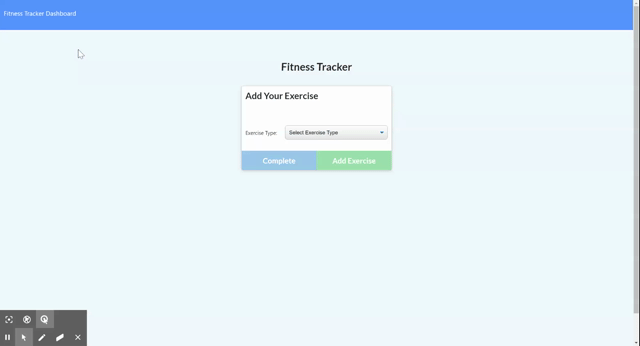 Fitness Tracker Dashboard
Fitness Tracker
Add Your Exercise
Exercise Type: Select Exercise Type
Complete Add Exercise